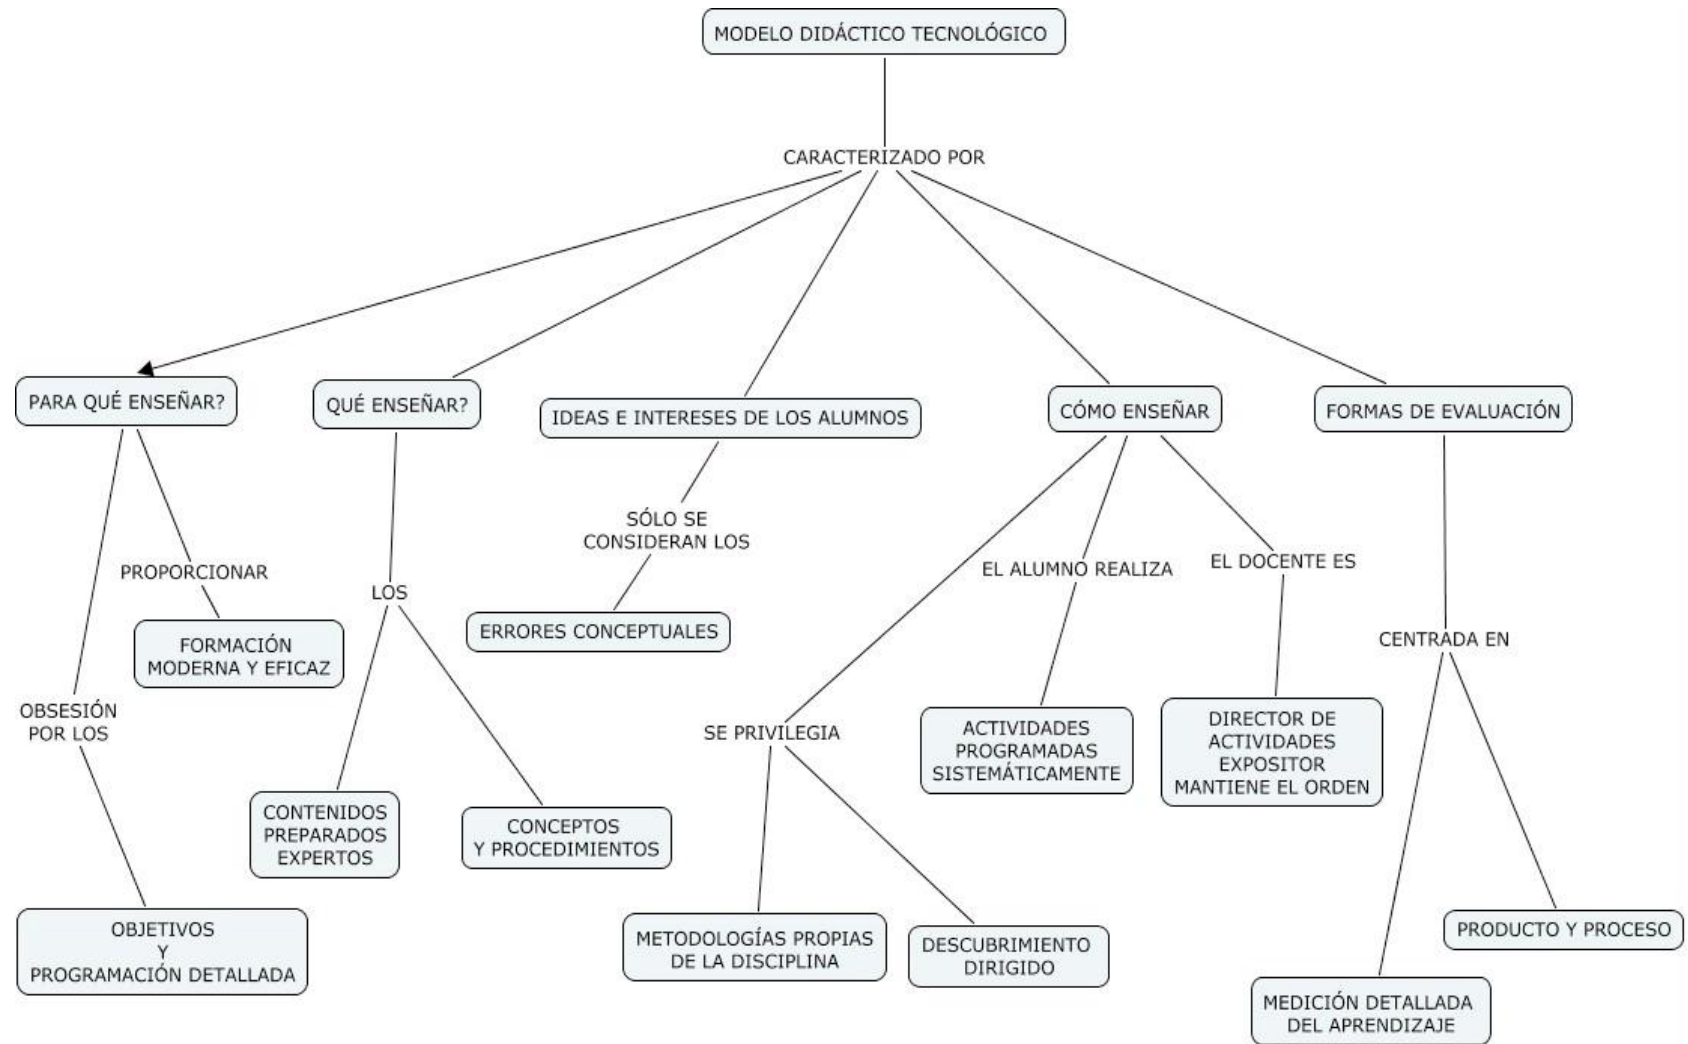 MODELO DIDÁCTICO TECNOLÓGICO
CARACTERIZADO POR
PARA QUÉ ENSEÑAR?
QUÉ ENSEÑAR?
IDEAS E INTERESES DE LOS ALUMNOS
CÓMO ENSEÑAR
FORMAS DE EVALUACIÓN
PROPORCIONAR
FORMACIÓN
MODERNA Y EFICAZ
OBSESIÓN
POR LOS
OBJETIVOS
Y
PROGRAMACIÓN DETALLADA
LOS
CONTENIDOS
PREPARADOS
EXPERTOS
CONCEPTOS
Y PROCEDIMIENTOS
SÓLO SE
CONSIDERAN LOS
ERRORES CONCEPTUALES
SE PRIVILEGIA
METODOLOGÍAS PROPIAS
DE LA DISCIPLINA
DESCUBRIMIENTO
DIRIGIDO
EL ALUMNO REALIZA
ACTIVIDADES
PROGRAMADAS
SISTEMÁTICAMENTE
EL DOCENTE ES
DIRECTOR DE
ACTIVIDADES
EXPOSITOR
MANTIENE EL ORDEN
CENTRADA EN
MEDICIÓN DETALLADA
DEL APRENDIZAJE
PRODUCTO Y PROCESO